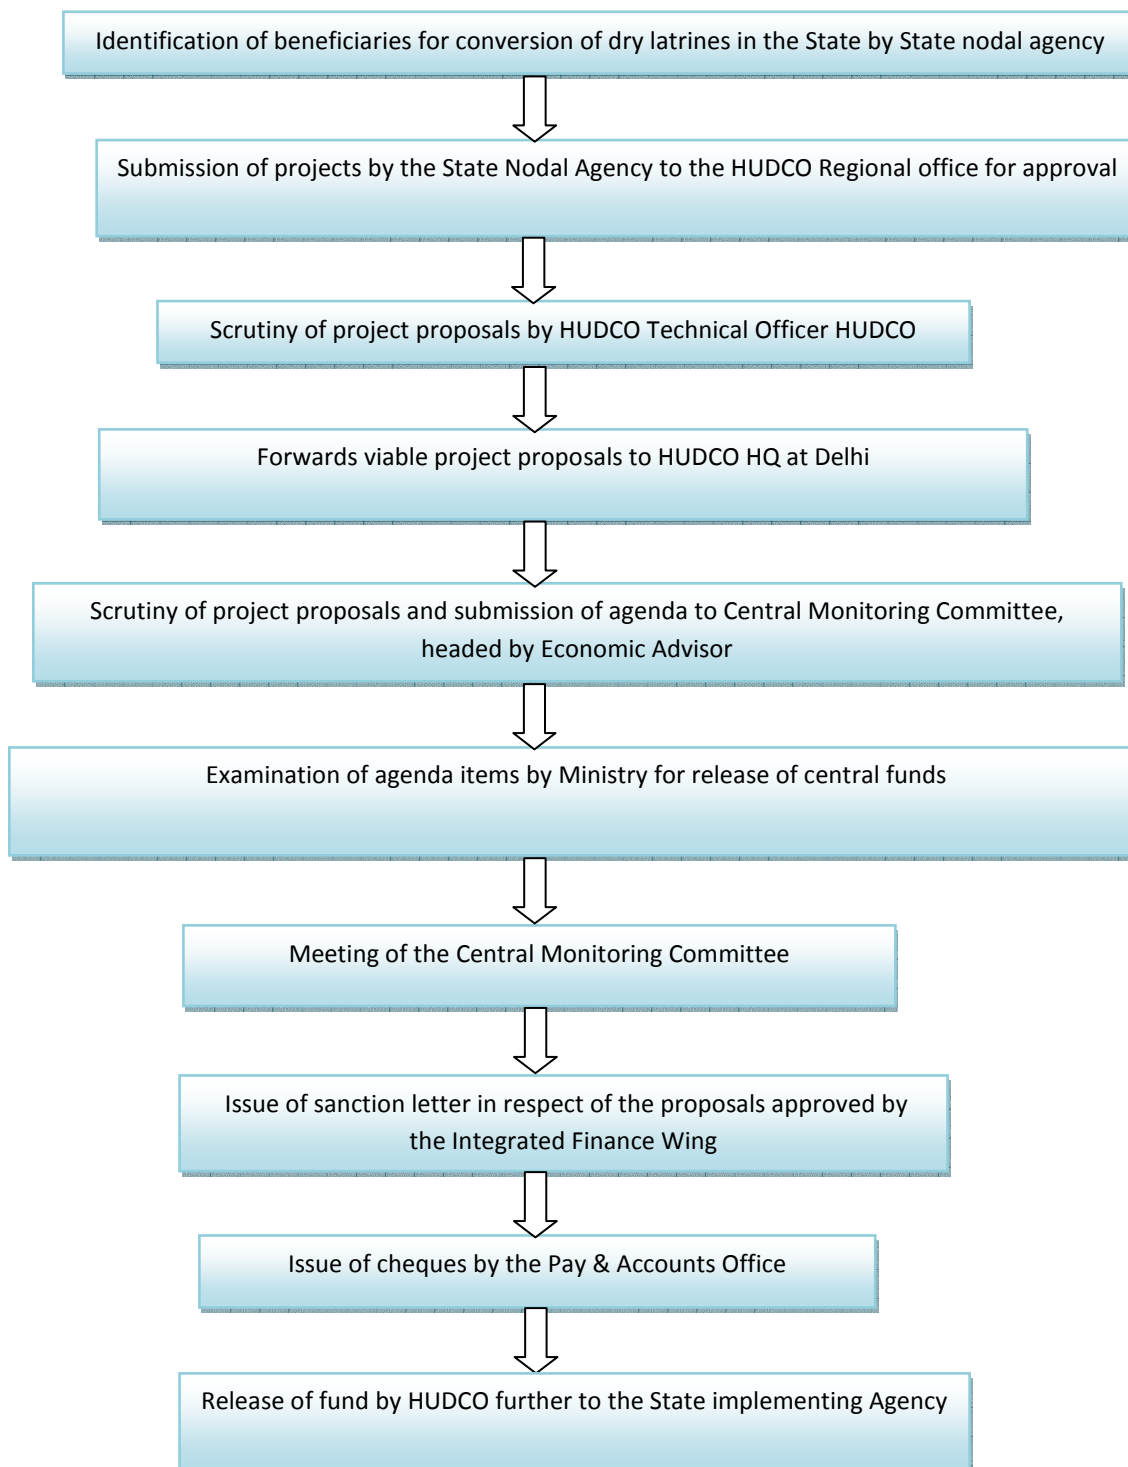 Identification of beneficiaries for conversion of dry latrines in the State by State nodal agency
Submission of projects by the State Nodal Agency to the HUDCO Regional office for approval
Scrutiny of project proposals by HUDCO Technical Officer HUDCO
Forwards viable project proposals to HUDCO HQ at Delhi
Scrutiny of project proposals and submission of agenda to Central Monitoring Committee,
headed by Economic Advisor
Examination of agenda items by Ministry for release of central funds
Meeting of the Central Monitoring Committee
Issue of sanction letter in respect of the proposals approved by
the Integrated Finance Wing
Issue of cheques by the Pay & Accounts Office
Release of fund by HUDCO further to the State implementing Agency